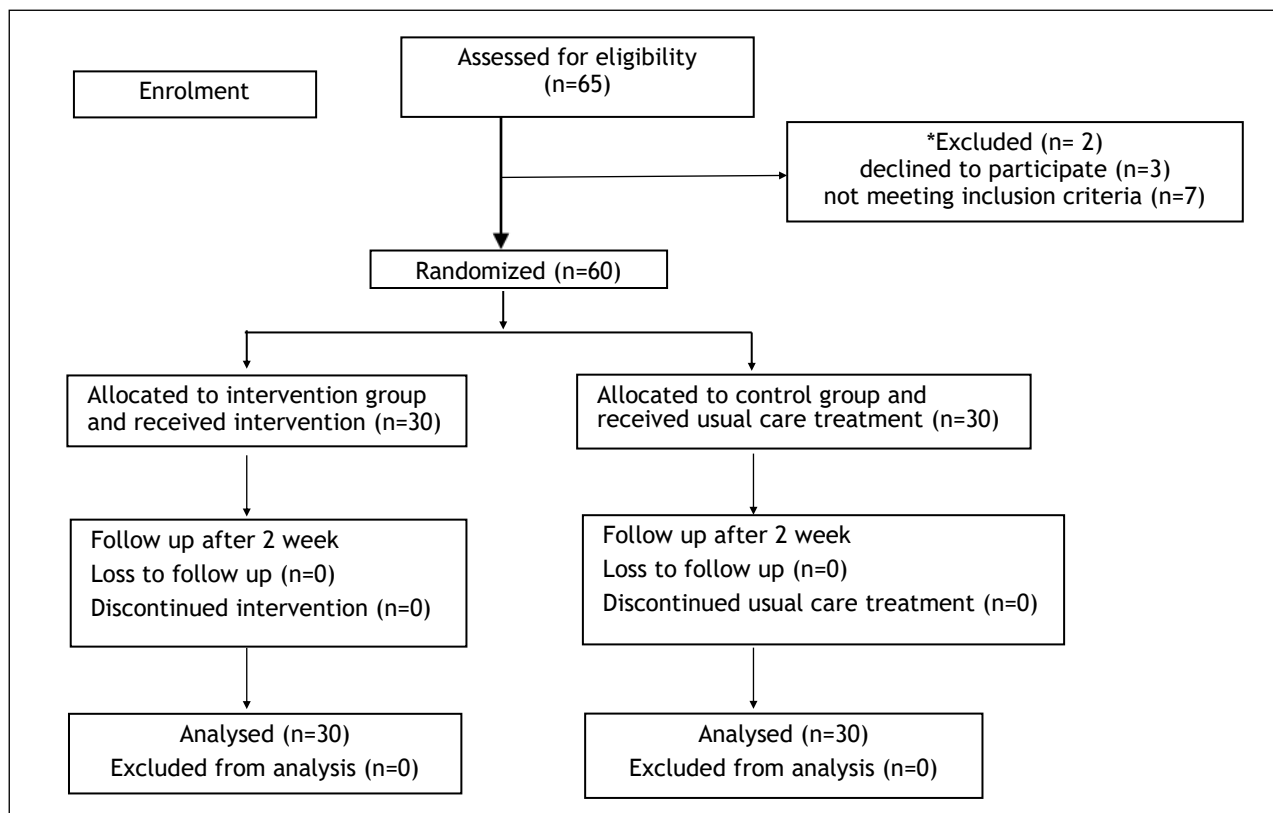 Assessed for eligibility
(n=65)
Enrolment
*Excluded (n= 2)
declined to participate (n=3)
not meeting inclusion criteria (n=7)
Randomized (n=60)
Allocated to intervention group
and received intervention (n=30)
Allocated to control group and
received usual care treatment (n=30)
Follow up after 2 week
Loss to follow up (n=0)
Discontinued intervention (n=0)
Follow up after 2 week
Loss to follow up (n=0)
Discontinued usual care treatment (n=0)
Analysed (n=30)
Excluded from analysis (n=0)
Analysed (n=30)
Excluded from analysis (n=0)